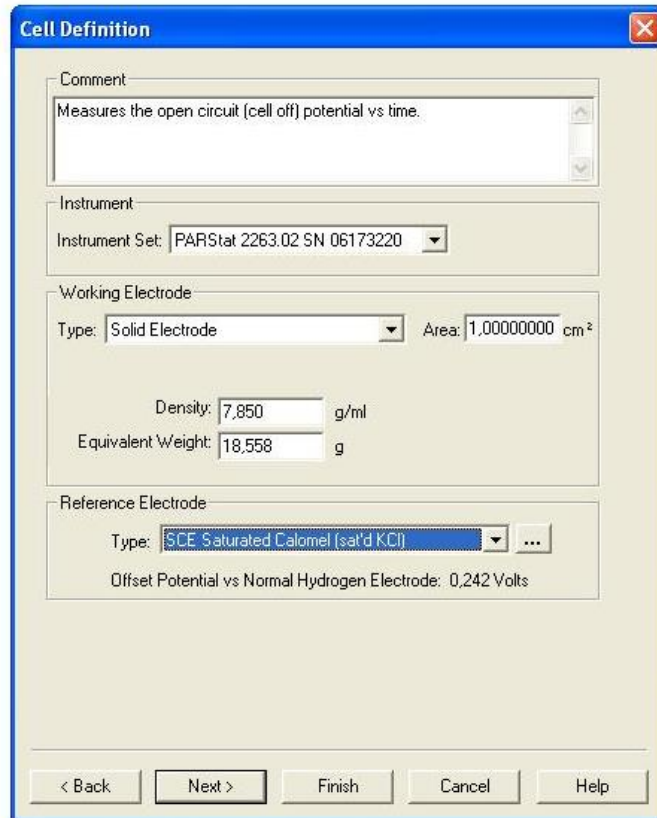 Cell Definition
Comment
Measures the open circuit (cell off) potential vs time.
Instrument
Instrument Set: PARStat 2263.02 SN 06173220
Working Electrode
Type: Solid Electrode Area: 1,00000000 cm²
Density: 7,850 g/ml
Equivalent Weight: 18,558 g
Reference Electrode
Type: SCE Saturated Calomel (sat'd KCl) ...
Offset Potential vs Normal Hydrogen Electrode: 0,242 Volts
< Back Next > Finish Cancel Help